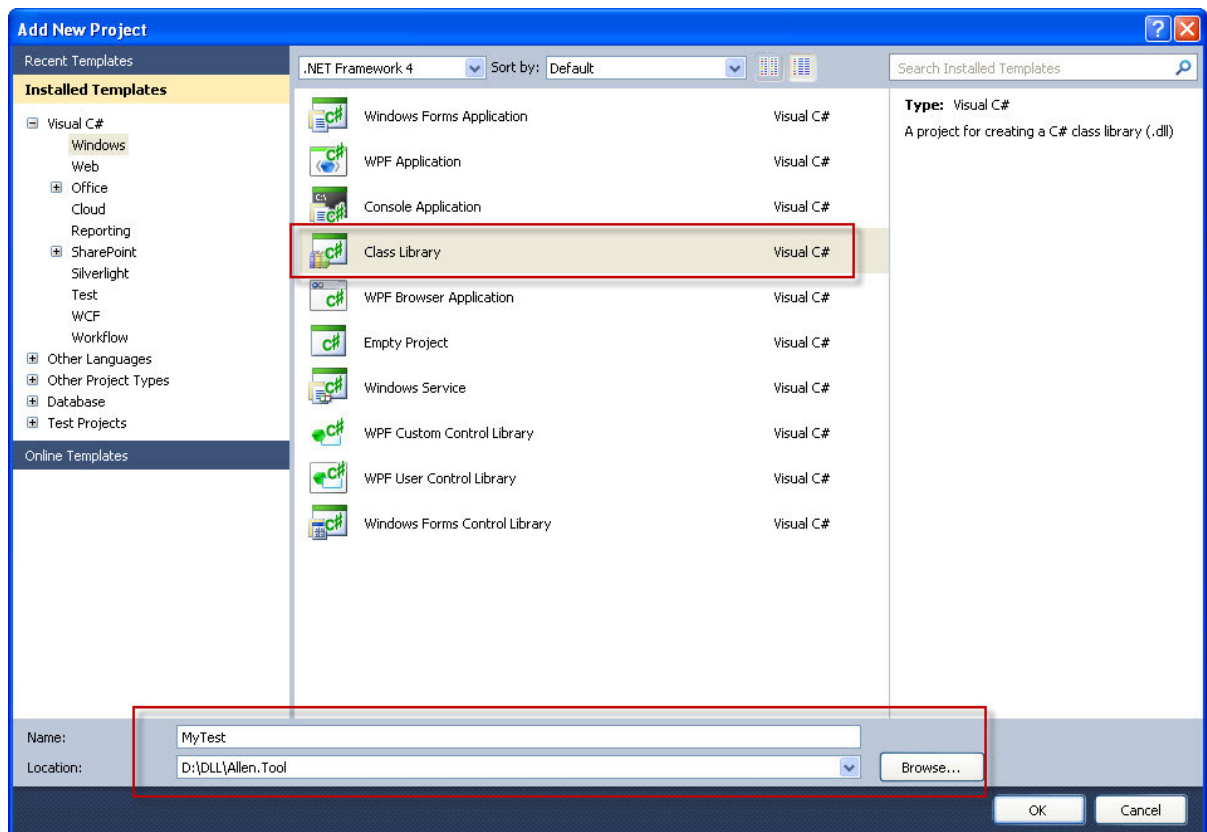 Add New Project
Recent Templates
Installed Templates
Visual C#
Windows
Web
Office
Cloud
Reporting
SharePoint
Silverlight
Test
WCF
Workflow
Other Languages
Other Project Types
Database
Test Projects
Online Templates
.NET Framework 4 Sort by: Default
Windows Forms Application Visual C#
WPF Application Visual C#
Console Application Visual C#
Class Library Visual C#
WPF Browser Application Visual C#
Empty Project Visual C#
Windows Service Visual C#
WPF Custom Control Library Visual C#
WPF User Control Library Visual C#
Windows Forms Control Library Visual C#
Search Installed Templates
Type: Visual C#
A project for creating a C# class library (.dll)
Name: MyTest
Location: D:\DLL\Allen.Tool Browse...
OK Cancel